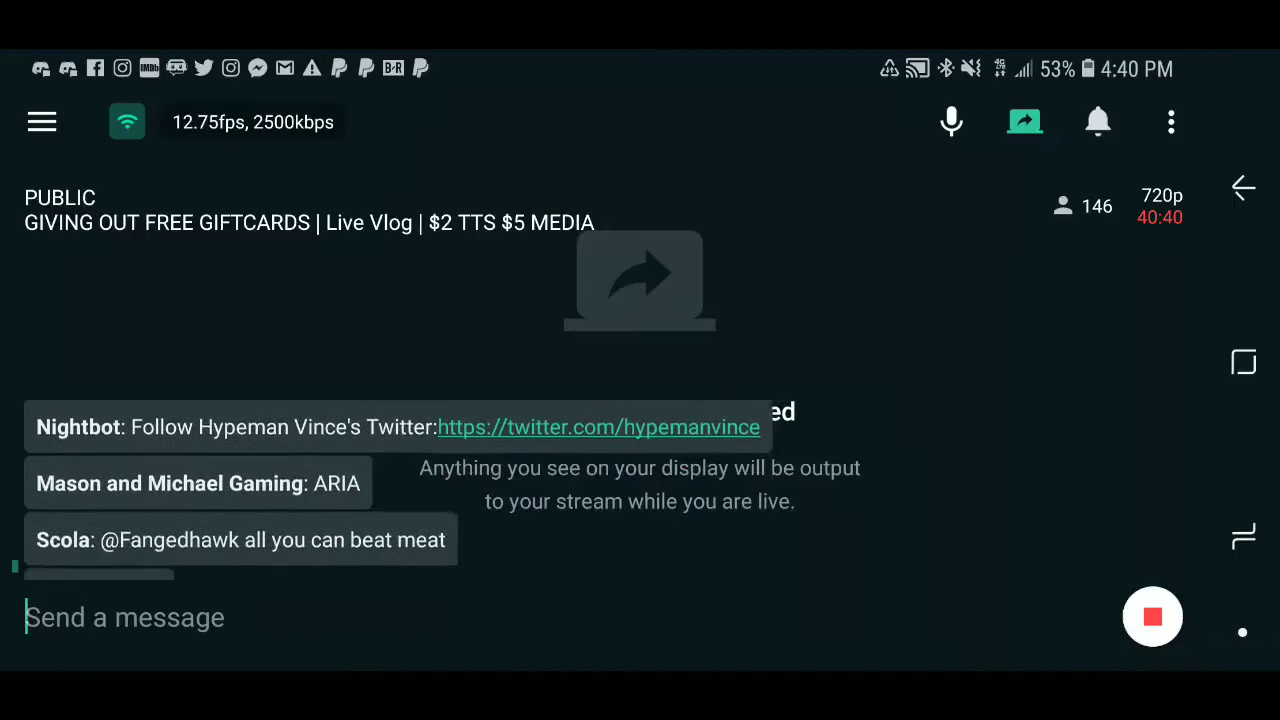 53% 4:40 PM
12.75fps, 2500kbps
PUBLIC
GIVING OUT FREE GIFTCARDS | Live Vlog | $2 TTS $5 MEDIA
146
720p
40:40
ed
Nightbot: Follow Hypeman Vince's Twitter:https://twitter.com/hypemanvince
Anything you see on your display will be output
Mason and Michael Gaming: ARIA
to your stream while you are live.
Scola: @Fangedhawk all you can beat meat
Send a message